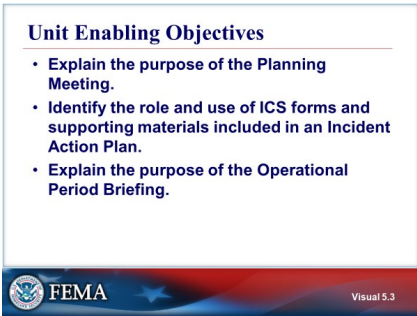 Unit Enabling Objectives
• Explain the purpose of the Planning
Meeting.
• Identify the role and use of ICS forms and
supporting materials included in an Incident
Action Plan.
• Explain the purpose of the Operational
Period Briefing.
FEMA
Visual 5.3